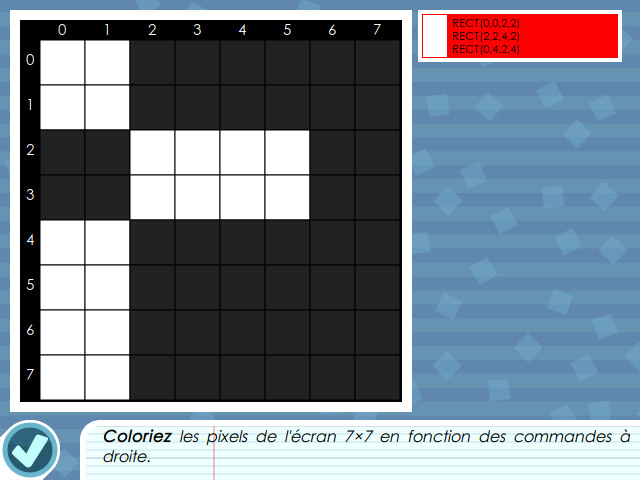 0 1 2 3 4 5 6 7
0
1
2
3
4
5
6
7
RECT(0,0,2,2)
RECT(2,2,4,2)
RECT(0,4,2,4)
Coloriez les pixels de l'écran 7×7 en fonction des commandes à
droite.